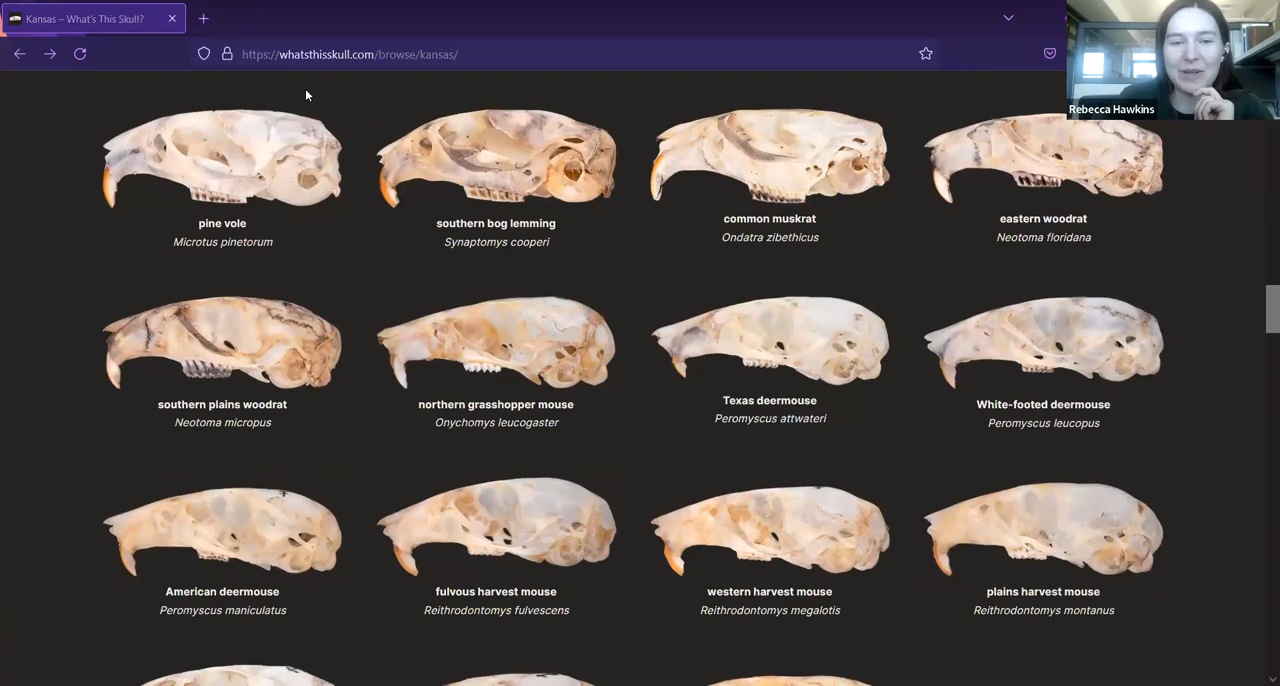 Kansas – What's This Skull?
https://whatsthisskull.com/browse/kansas/
Rebecca Hawkins
pine vole
Microtus pinetorum
southern bog lemming
Synaptomys cooperi
common muskrat
Ondatra zibethicus
eastern woodrat
Neotoma floridana
southern plains woodrat
Neotoma micropus
northern grasshopper mouse
Onychomys leucogaster
Texas deermouse
Peromyscus attwateri
White-footed deermouse
Peromyscus leucopus
American deermouse
Peromyscus maniculatus
fulvous harvest mouse
Reithrodontomys fulvescens
western harvest mouse
Reithrodontomys megalotis
plains harvest mouse
Reithrodontomys montanus